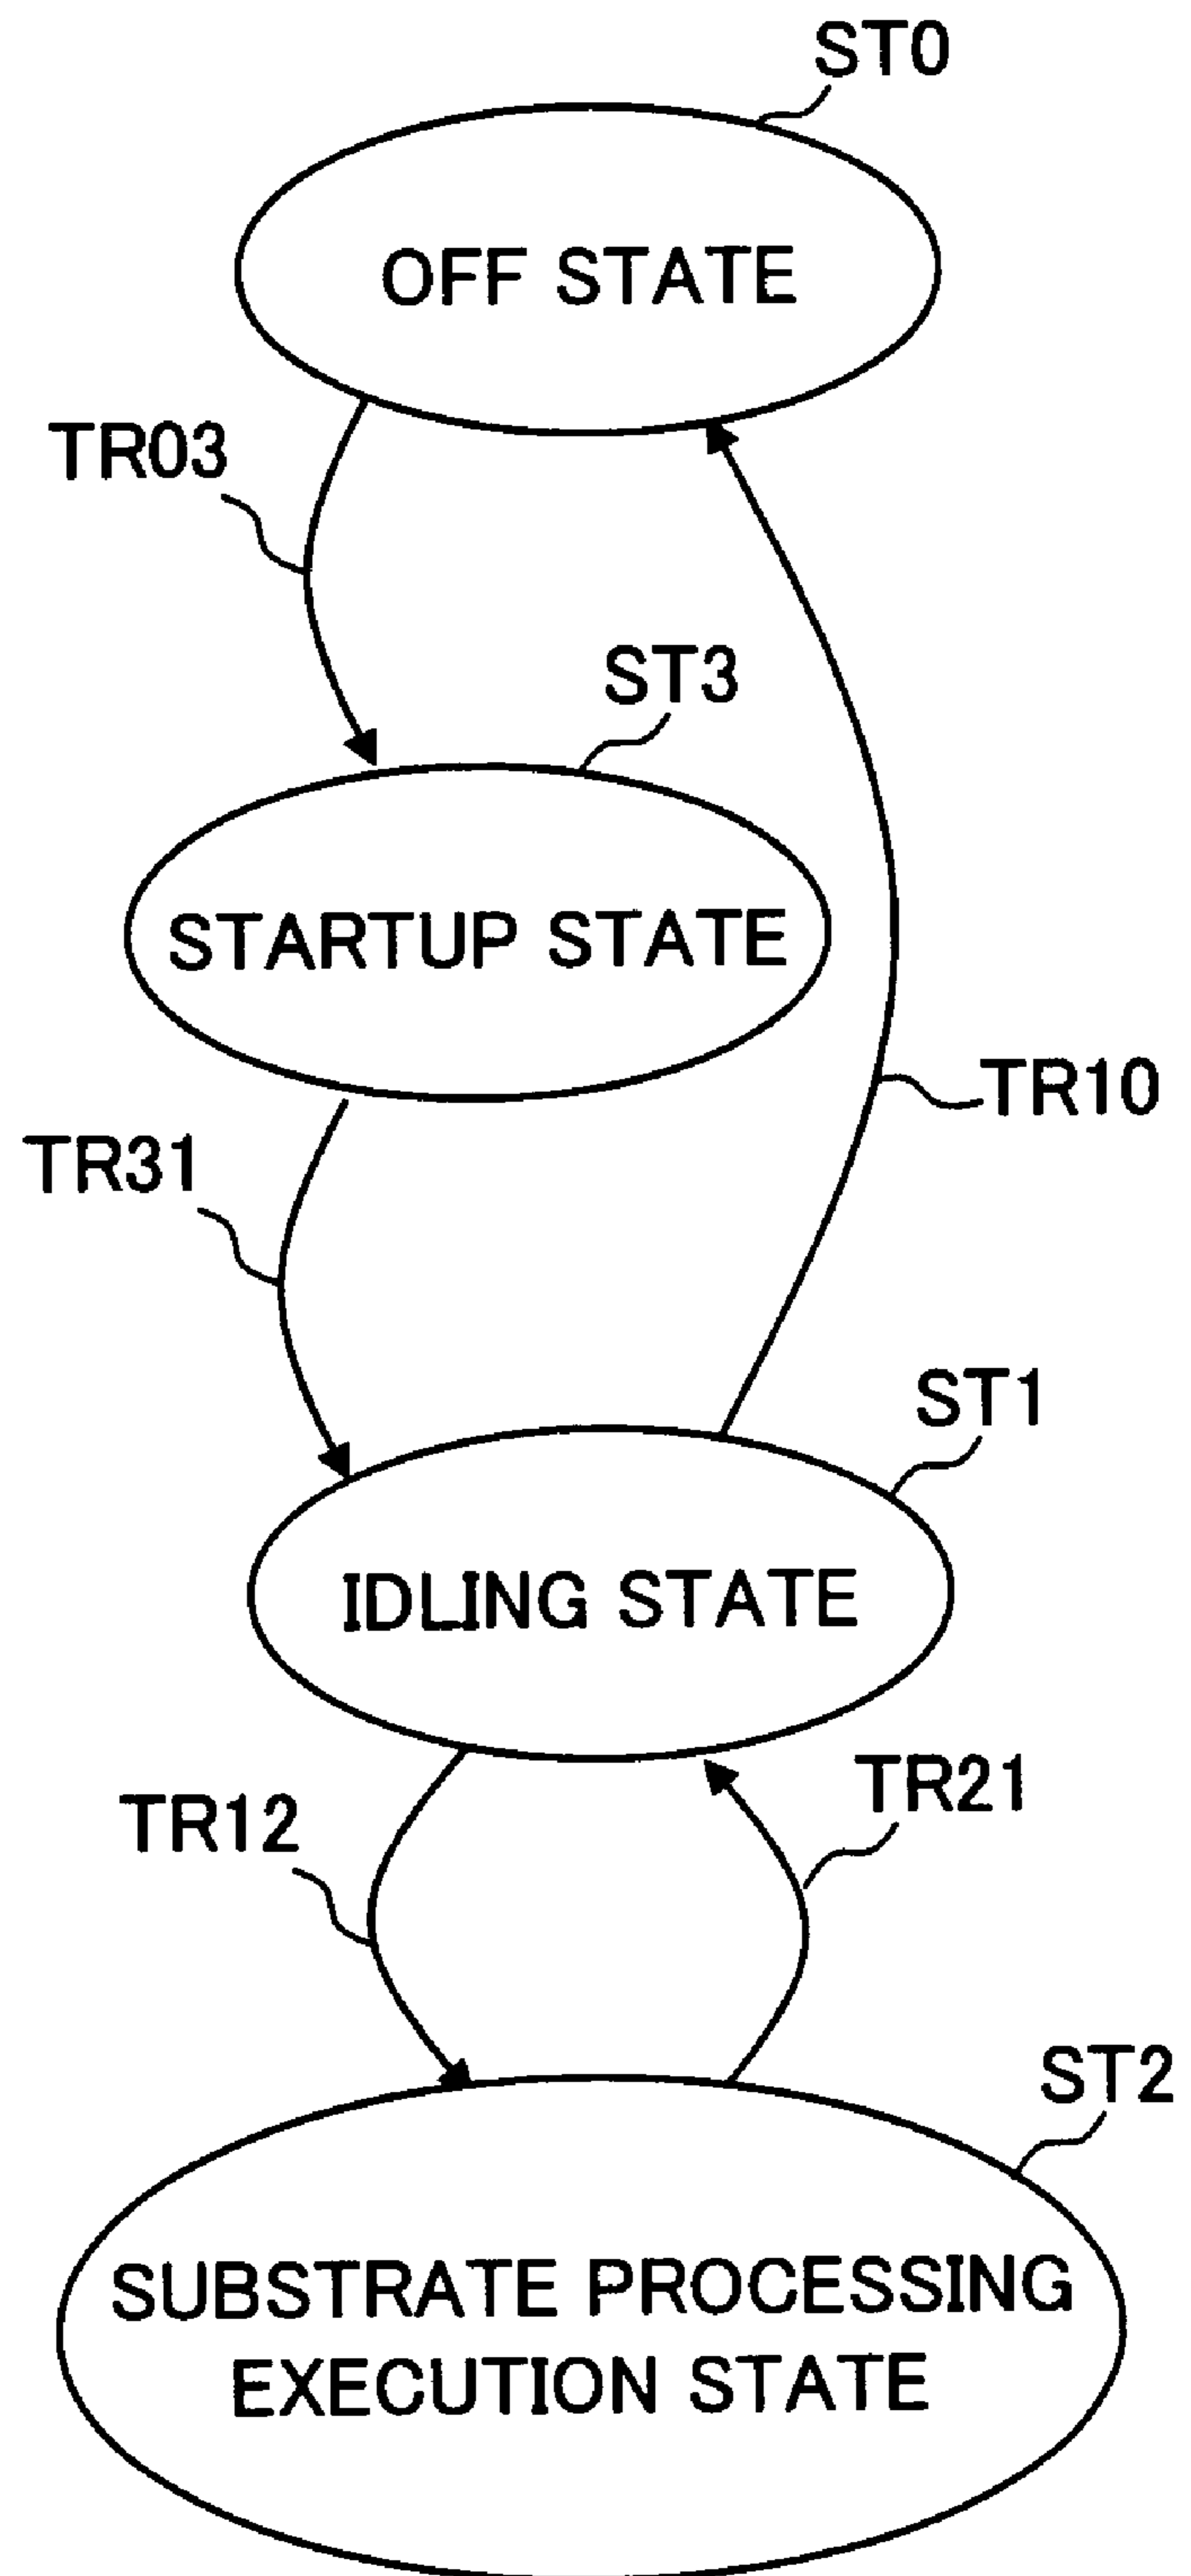 ST0
OFF STATE
TR03
ST3
STARTUP STATE
TR10
TR31
ST1
IDLING STATE
TR21
TR12
ST2
SUBSTRATE PROCESSING
EXECUTION STATE